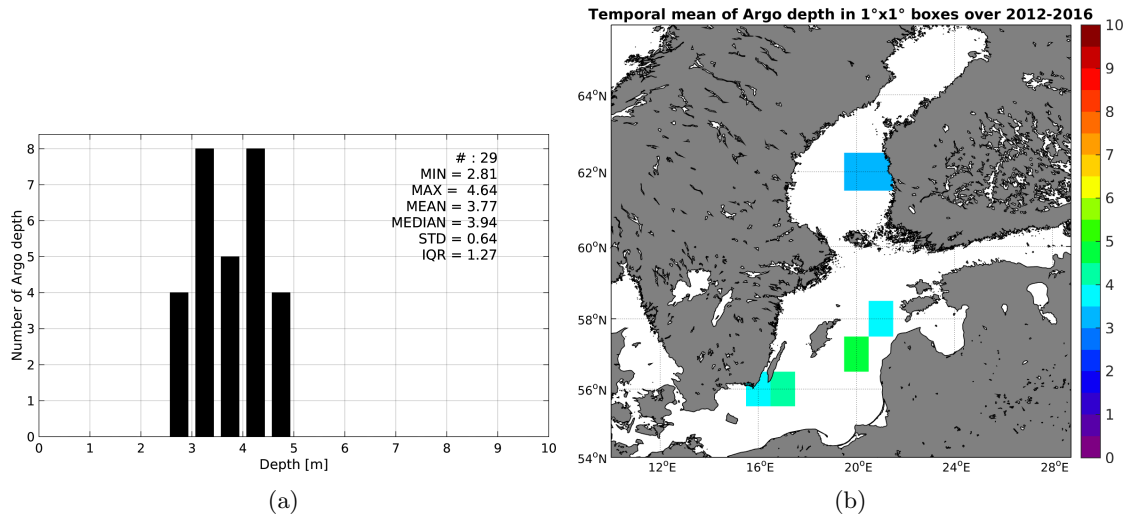 Temporal mean of Argo depth in 1°x1° boxes over 2012-2016
8
7
6
5
4
3
2
1
0
Number of Argo depth
# : 29
MIN = 2.81
MAX = 4.64
MEAN = 3.77
MEDIAN = 3.94
STD = 0.64
IQR = 1.27
0 1 2 3 4 5 6 7 8 9 10
Depth [m]
(a)
64°N
62°N
60°N
58°N
56°N
54°N
12°E 16°E 20°E 24°E 28°E
10
9
8
7
6
5
4
3
2
1
0
(b)